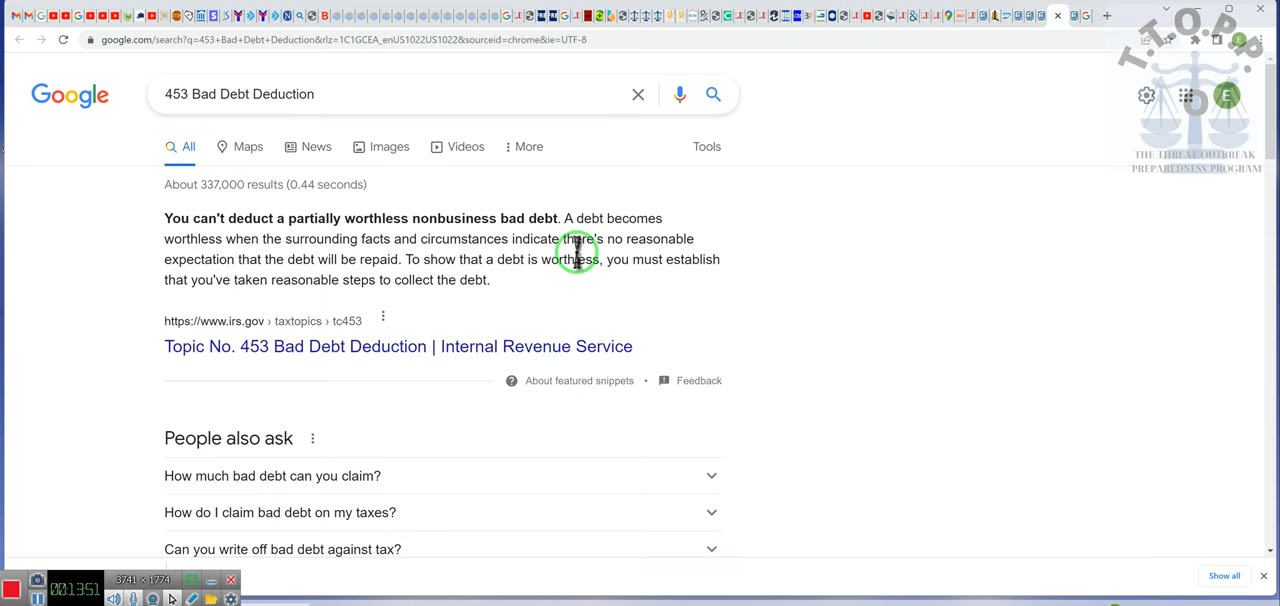 google.com/search?q=453+Bad+Debt+Deduction&rlz=1C1GCEA_enUS1022US1022&sourceid=chrome&ie=UTF-8
T.T.O.P.P.
O
THE THREAT OUTBREAK
PREPAREDNESS PROGRAM
Google
453 Bad Debt Deduction
E
All Maps News Images Videos More Tools
About 337,000 results (0.44 seconds)
You can't deduct a partially worthless nonbusiness bad debt. A debt becomes
worthless when the surrounding facts and circumstances indicate there's no reasonable
expectation that the debt will be repaid. To show that a debt is worthless, you must establish
that you've taken reasonable steps to collect the debt.
https://www.irs.gov › taxtopics › tc453
Topic No. 453 Bad Debt Deduction | Internal Revenue Service
About featured snippets • Feedback
People also ask
How much bad debt can you claim?
How do I claim bad debt on my taxes?
Can you write off bad debt against tax?
Show all
3741 × 1774
00:13:51